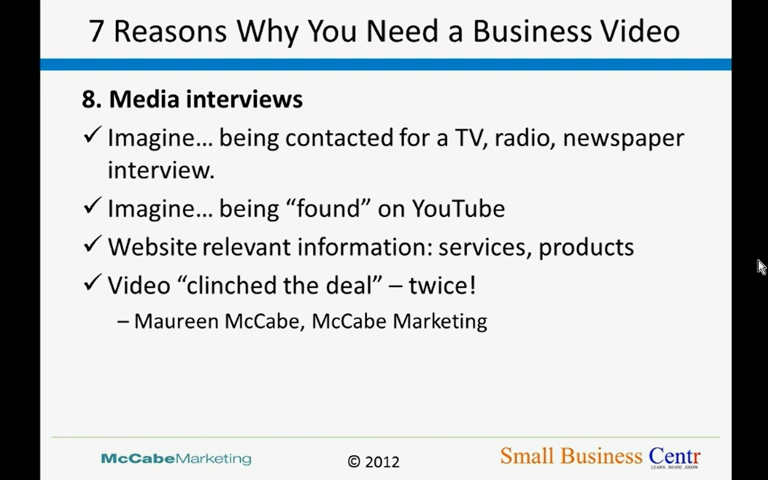 7 Reasons Why You Need a Business Video
8. Media interviews
✓ Imagine... being contacted for a TV, radio, newspaper
interview.
✓ Imagine... being “found” on YouTube
✓ Website relevant information: services, products
✓ Video “clinched the deal” – twice!
– Maureen McCabe, McCabe Marketing
McCabeMarketing
© 2012
Small Business Centr
LEARN. SHARE. GROW